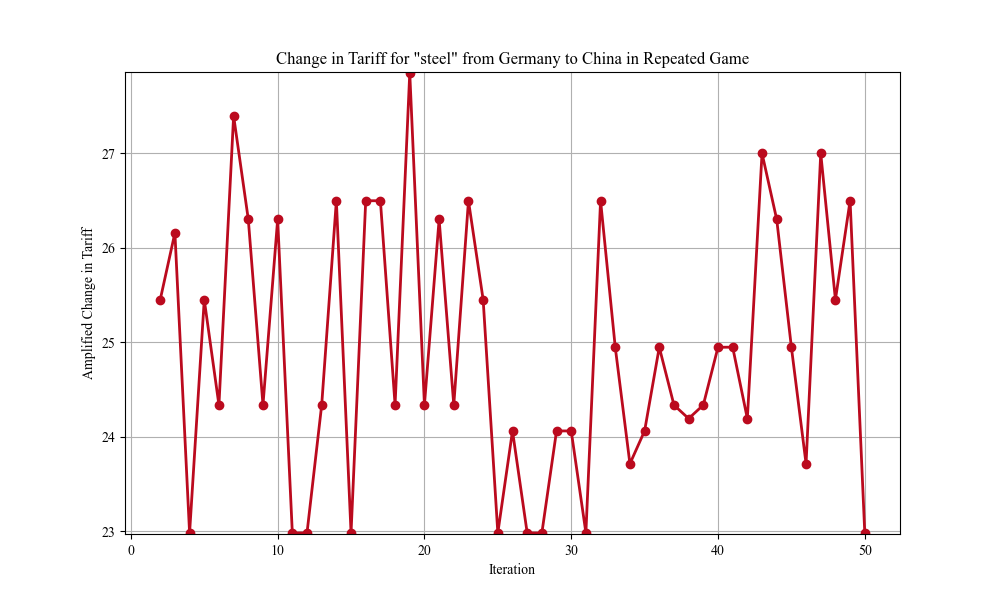 Change in Tariff for "steel" from Germany to China in Repeated Game
Amplified Change in Tariff
27
26
25
24
23
0 10 20 30 40 50
Iteration